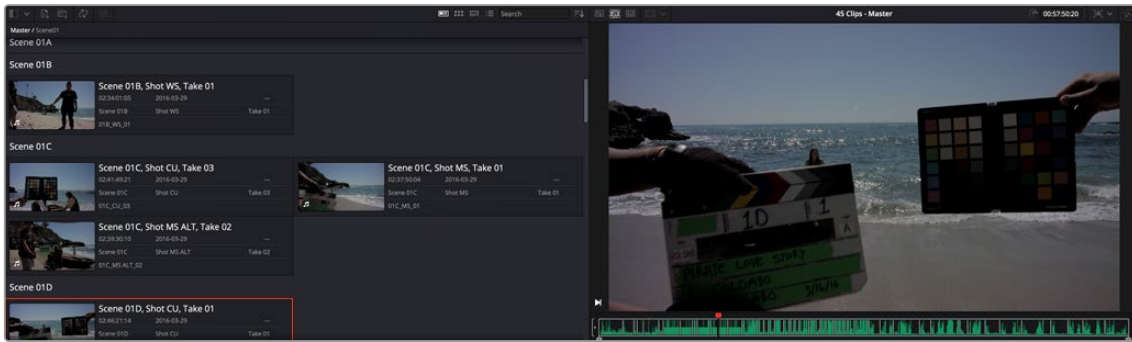 Search
45 Clips - Master
00:57:50:20
Master / Scene01
Scene 01A
Scene 01B
Scene 01B, Shot WS, Take 01
02:34:01:05 2016-03-29 --
Scene 01B Shot WS Take 01
01B_WS_01
Scene 01C
Scene 01C, Shot CU, Take 03
02:41:49:21 2016-03-29 --
Scene 01C Shot CU Take 03
01C_CU_03
Scene 01C, Shot MS, Take 01
02:37:50:04 2016-03-29 --
Scene 01C Shot MS Take 01
01C_MS_01
Scene 01C, Shot MS ALT, Take 02
02:39:30:10 2016-03-29 --
Scene 01C Shot MS ALT Take 02
01C_MS ALT_02
Scene 01D
Scene 01D, Shot CU, Take 01
02:46:21:14 2016-03-29 --
Scene 01D Shot CU Take 01
1D 1
A
PIRATE LOVE STORY
3/16/16